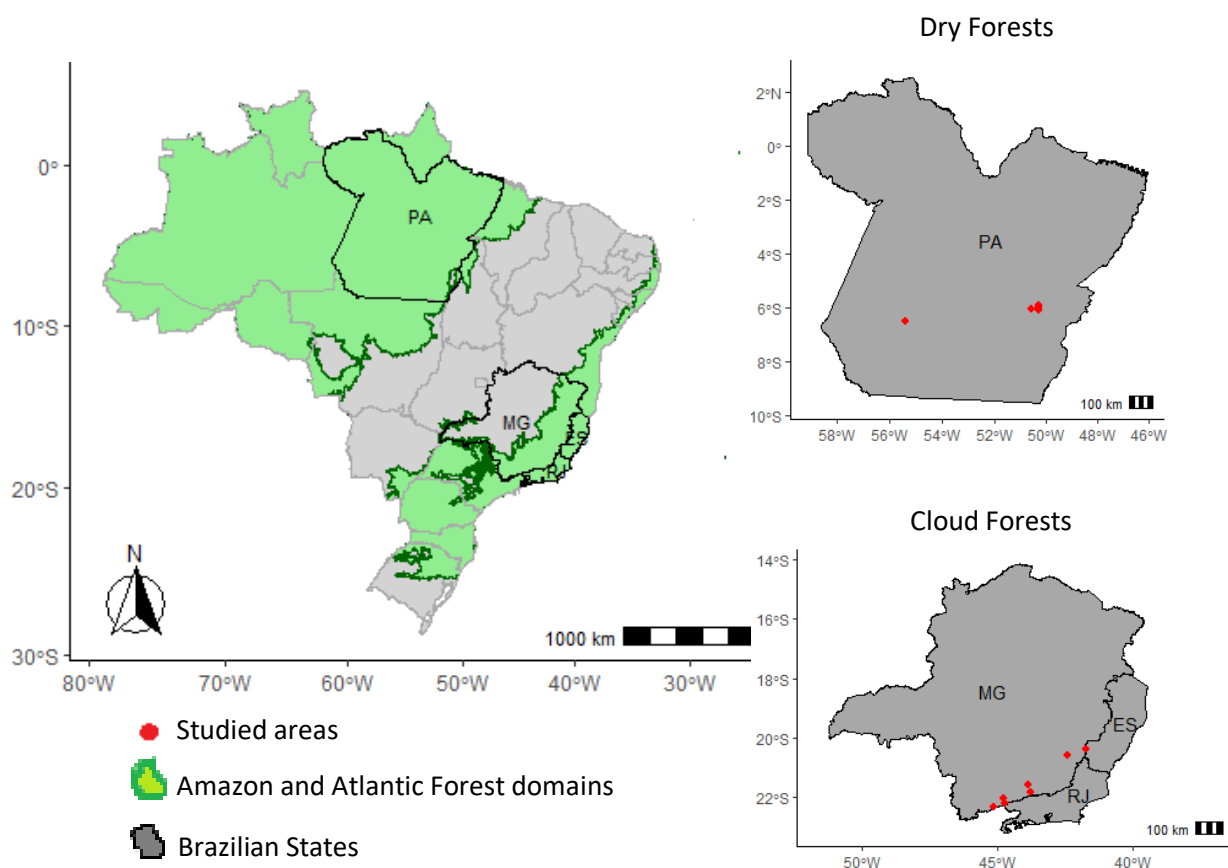 Dry Forests
0°
10°S
20°S
30°S
80°W 70°W 60°W 50°W 40°W 30°W
PA
MG
ES
RJ
N
1000 km
2°N
0°
2°S
4°S
6°S
8°S
10°S
58°W 56°W 54°W 52°W 50°W 48°W 46°W
PA
100 km
Cloud Forests
14°S
16°S
18°S
20°S
22°S
50°W 45°W 40°W
MG
ES
RJ
100 km
Studied areas
Amazon and Atlantic Forest domains
Brazilian States